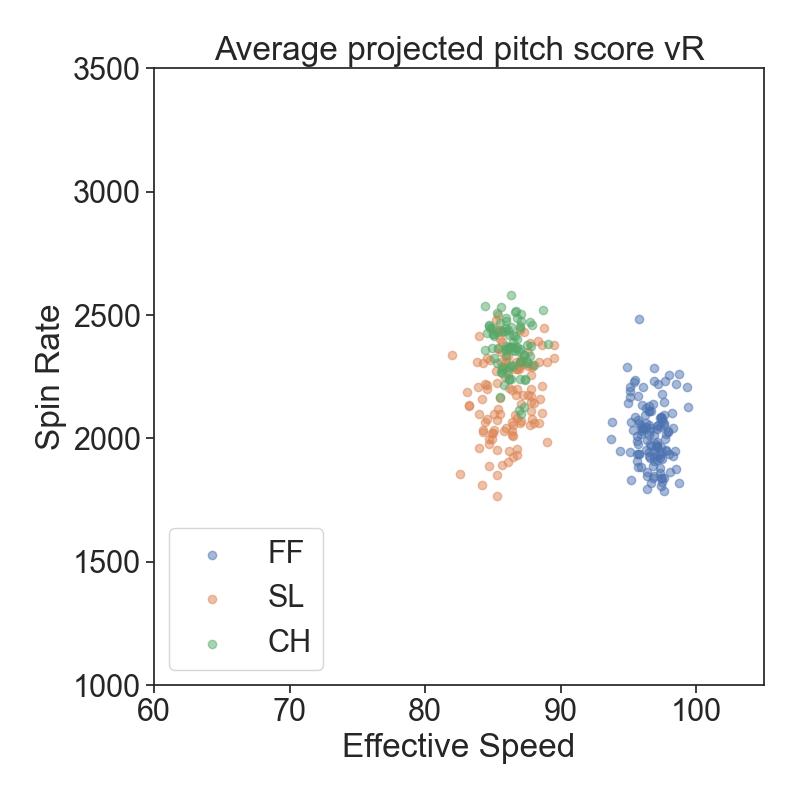 Average projected pitch score vR
3500
3000
2500
2000
1500
1000
Spin Rate
FF
SL
CH
60 70 80 90 100
Effective Speed